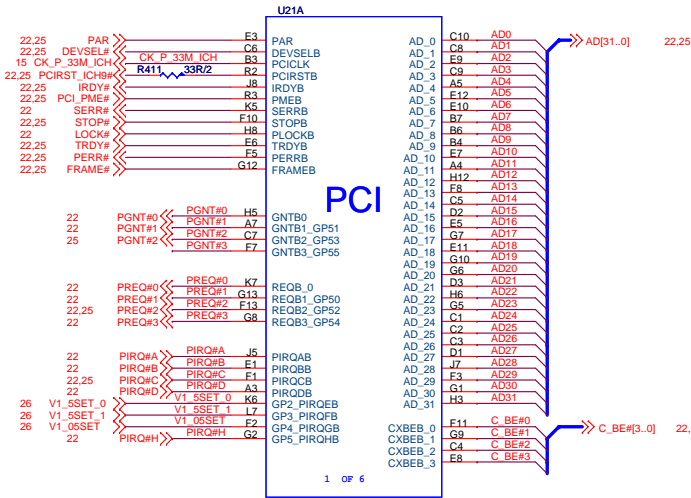 U21A
22,25 PAR E3 PAR AD_0 C10 AD0 AD[31..0] 22,25
22,25 DEVSEL# C6 DEVSELB AD_1 C8 AD1
15 CK_P_33M_ICH CK_P_33M_ICH B3 PCICLK AD_2 E9 AD2
22,25 PCIRST_ICH9# R411 33R/2 R2 PCIRSTB AD_3 C9 AD3
22,25 IRDY# J8 IRDYB AD_4 A5 AD4
22,25 PCI_PME# R3 PMEB AD_5 E12 AD5
22 SERR# K5 SERRB AD_6 E10 AD6
22,25 STOP# F10 STOPB AD_7 B7 AD7
22 LOCK# H8 PLOCKB AD_8 B6 AD8
22,25 TRDY# E6 TRDYB AD_9 B4 AD9
22,25 PERR# F5 PERRB AD_10 E7 AD10
22,25 FRAME# G12 FRAMEB AD_11 A4 AD11
AD_12 H12 AD12
AD_13 F8 AD13
PCI
AD_14 C5 AD14
22 PGNT#0 PGNT#0 H5 GNTB0 AD_15 D2 AD15
22 PGNT#1 PGNT#1 A7 GNTB1_GP51 AD_16 E5 AD16
25 PGNT#2 PGNT#2 C7 GNTB2_GP53 AD_17 G7 AD17
PGNT#3 F7 GNTB3_GP55 AD_18 E11 AD18
AD_19 G10 AD19
AD_20 G6 AD20
22 PREQ#0 PREQ#0 K7 REQB_0 AD_21 D3 AD21
22 PREQ#1 PREQ#1 G13 REQB1_GP50 AD_22 H6 AD22
22,25 PREQ#2 PREQ#2 F13 REQB2_GP52 AD_23 G5 AD23
22 PREQ#3 PREQ#3 G8 REQB3_GP54 AD_24 C1 AD24
AD_25 C2 AD25
AD_26 C3 AD26
22 PIRQ#A PIRQ#A J5 PIRQAB AD_27 D1 AD27
22 PIRQ#B PIRQ#B E1 PIRQBB AD_28 J7 AD28
22,25 PIRQ#C PIRQ#C F1 PIRQCB AD_29 F3 AD29
22 PIRQ#D PIRQ#D A3 PIRQDB AD_30 G1 AD30
26 V1_5SET_0 V1_5SET_0 K6 GP2_PIRQEB AD_31 H3 AD31
26 V1_5SET_1 V1_5SET_1 L7 GP3_PIRQFB
26 V1_05SET V1_05SET F2 GP4_PIRQGB CXBEB_0 F11 C_BE#0 C_BE#[3..0] 22,
22 PIRQ#H PIRQ#H G2 GP5_PIRQHB CXBEB_1 G9 C_BE#1
CXBEB_2 C4 C_BE#2
CXBEB_3 E8 C_BE#3
1 OF 6